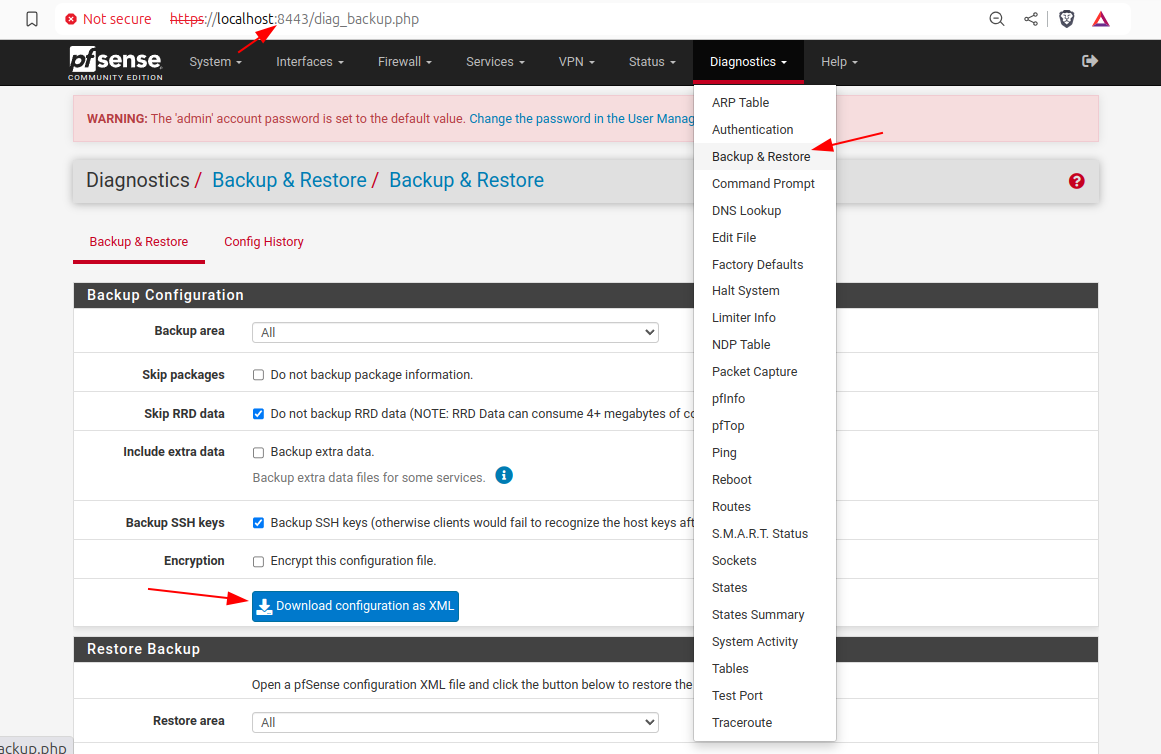 Not secure https://localhost:8443/diag_backup.php
pfsense
COMMUNITY EDITION
System Interfaces Firewall Services VPN Status Diagnostics Help
WARNING: The 'admin' account password is set to the default value. Change the password in the User Manag
Diagnostics / Backup & Restore / Backup & Restore
Backup & Restore Config History
Backup Configuration
Backup area All
Skip packages Do not backup package information.
Skip RRD data Do not backup RRD data (NOTE: RRD Data can consume 4+ megabytes of co
Include extra data Backup extra data.
Backup extra data files for some services.
Backup SSH keys Backup SSH keys (otherwise clients would fail to recognize the host keys aft
Encryption Encrypt this configuration file.
Download configuration as XML
Restore Backup
Open a pfSense configuration XML file and click the button below to restore the
Restore area All
ARP Table
Authentication
Backup & Restore
Command Prompt
DNS Lookup
Edit File
Factory Defaults
Halt System
Limiter Info
NDP Table
Packet Capture
pfInfo
pfTop
Ping
Reboot
Routes
S.M.A.R.T. Status
Sockets
States
States Summary
System Activity
Tables
Test Port
Traceroute
ackup.php